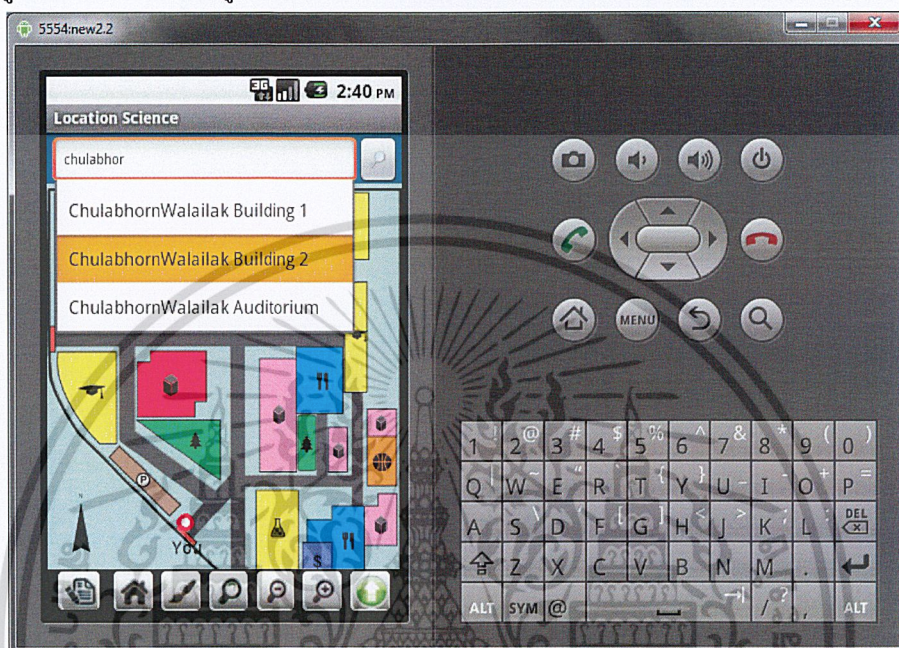 5554:new2.2
3G 2:40 PM
Location Science
chulabhor
ChulabhornWalailak Building 1
ChulabhornWalailak Building 2
ChulabhornWalailak Auditorium
P
N
You
$
MENU
1 ! 2 @ 3 # 4 $ 5 % 6 ^ 7 & 8 * 9 ( 0 )
Q | W ~ E “ R T { Y } U _ I - O + P =
A S \ D ‘ F [ G ] H < J > K ; L : DEL
Z X C V B N M .
ALT SYM @ / ? , ALT